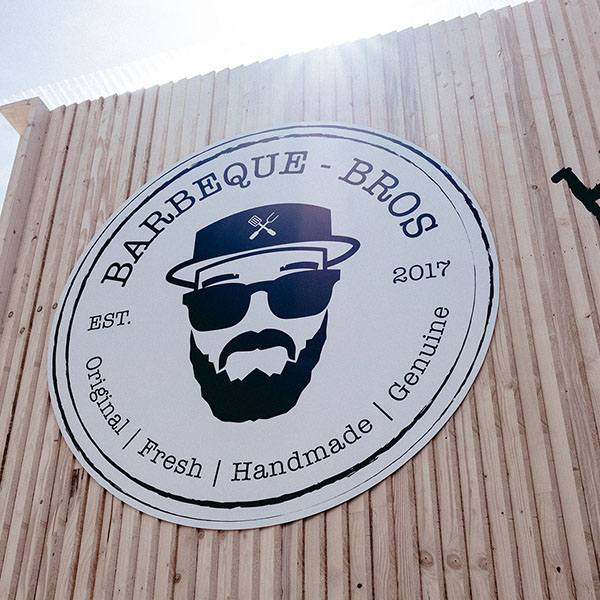 BARBEQUE - BROS
EST. 2017
Original | Fresh | Handmade | Genuine